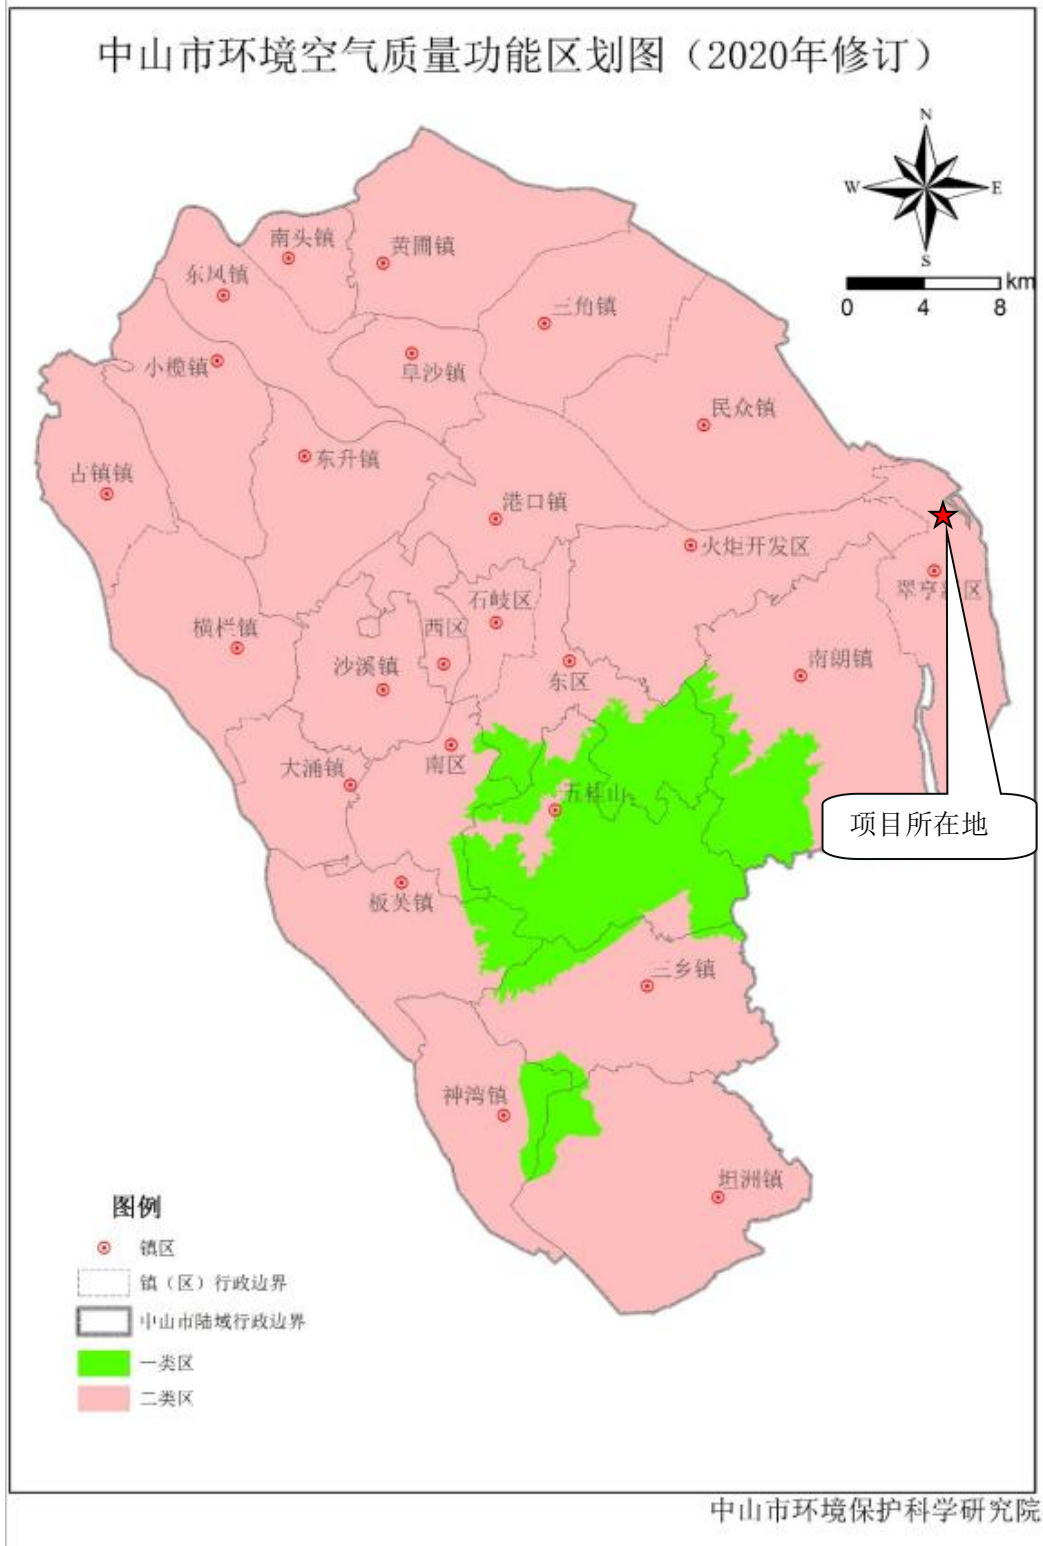 中山市环境空气质量功能区划图（2020年修订）
N
W
E
S
km
0 4 8
南头镇
黄圃镇
东凤镇
三角镇
小榄镇
阜沙镇
民众镇
古镇镇
东升镇
港口镇
火炬开发区
翠亨新区
石岐区
横栏镇
西区
沙溪镇
南朗镇
东区
大涌镇
南区
五桂山
项目所在地
板芙镇
三乡镇
神湾镇
坦洲镇
图例
镇区
镇（区）行政边界
中山市陆域行政边界
一类区
二类区
中山市环境保护科学研究院